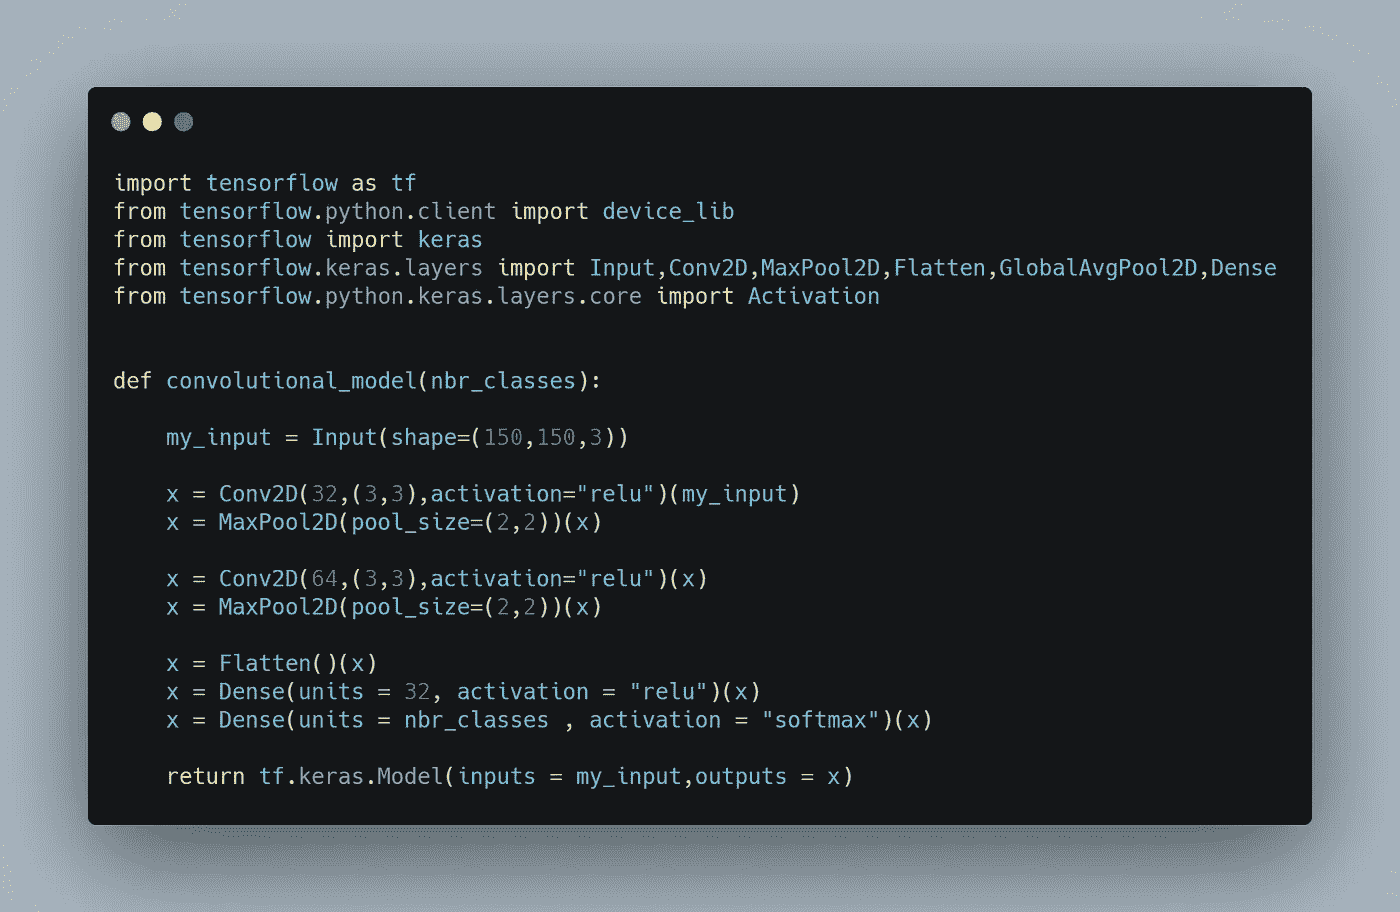 import tensorflow as tf
from tensorflow.python.client import device_lib
from tensorflow import keras
from tensorflow.keras.layers import Input,Conv2D,MaxPool2D,Flatten,GlobalAvgPool2D,Dense
from tensorflow.python.keras.layers.core import Activation
def convolutional_model(nbr_classes):
my_input = Input(shape=(150,150,3))
x = Conv2D(32,(3,3),activation="relu")(my_input)
x = MaxPool2D(pool_size=(2,2))(x)
x = Conv2D(64,(3,3),activation="relu")(x)
x = MaxPool2D(pool_size=(2,2))(x)
x = Flatten()(x)
x = Dense(units = 32, activation = "relu")(x)
x = Dense(units = nbr_classes , activation = "softmax")(x)
return tf.keras.Model(inputs = my_input,outputs = x)